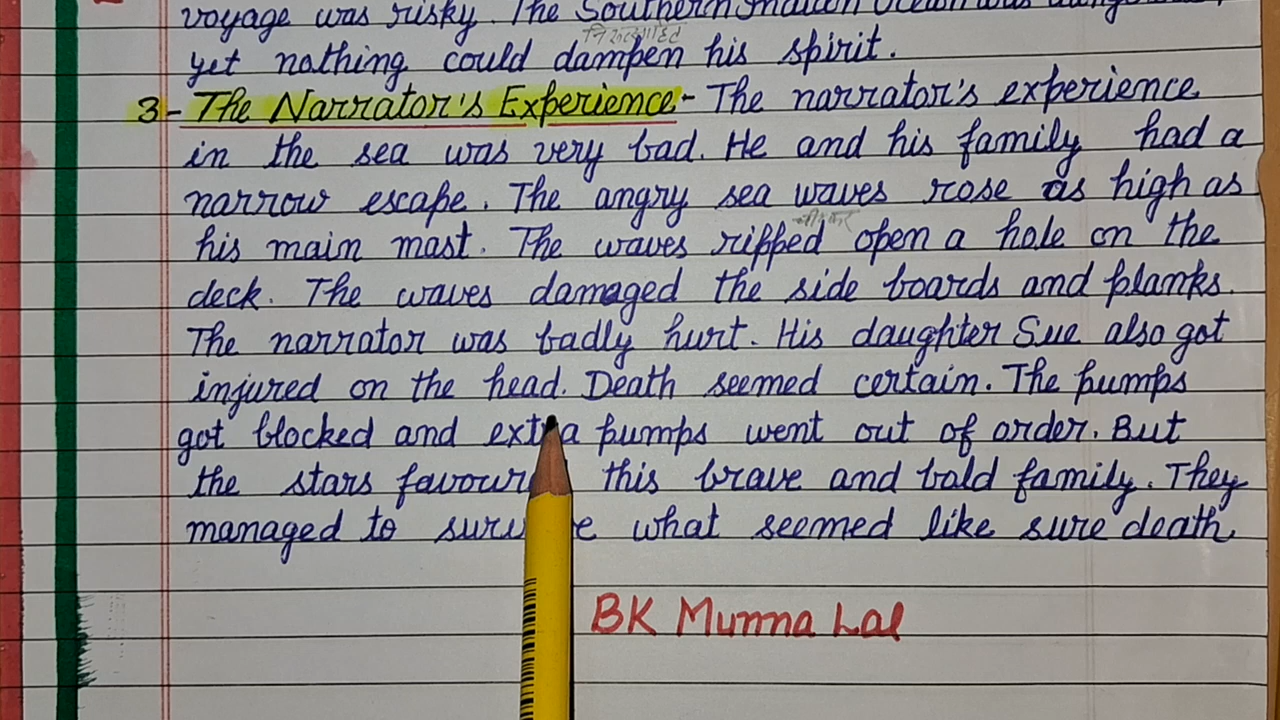 voyage was risky. The Southern Indian Ocean was
yet nothing could dampen his spirit.
3- The Narrator's Experience- The narrator's experience
in the sea was very bad. He and his family had a
narrow escape. The angry sea waves rose as high as
his main mast. The waves ripped open a hole on the
deck. The waves damaged the side boards and planks.
The narrator was badly hurt. His daughter Sue also got
injured on the head. Death seemed certain. The pumps
got blocked and extra pumps went out of order. But
the stars favour this brave and bold family. They
managed to survive what seemed like sure death.
BK Munna Lal